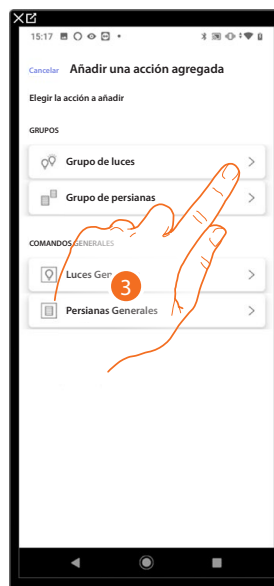 15:17
Cancelar Añadir una acción agregada
Elegir la acción a añadir
GRUPOS
Grupo de luces
Grupo de persianas
COMANDOS GENERALES
Luces Gen
3
Persianas Generales